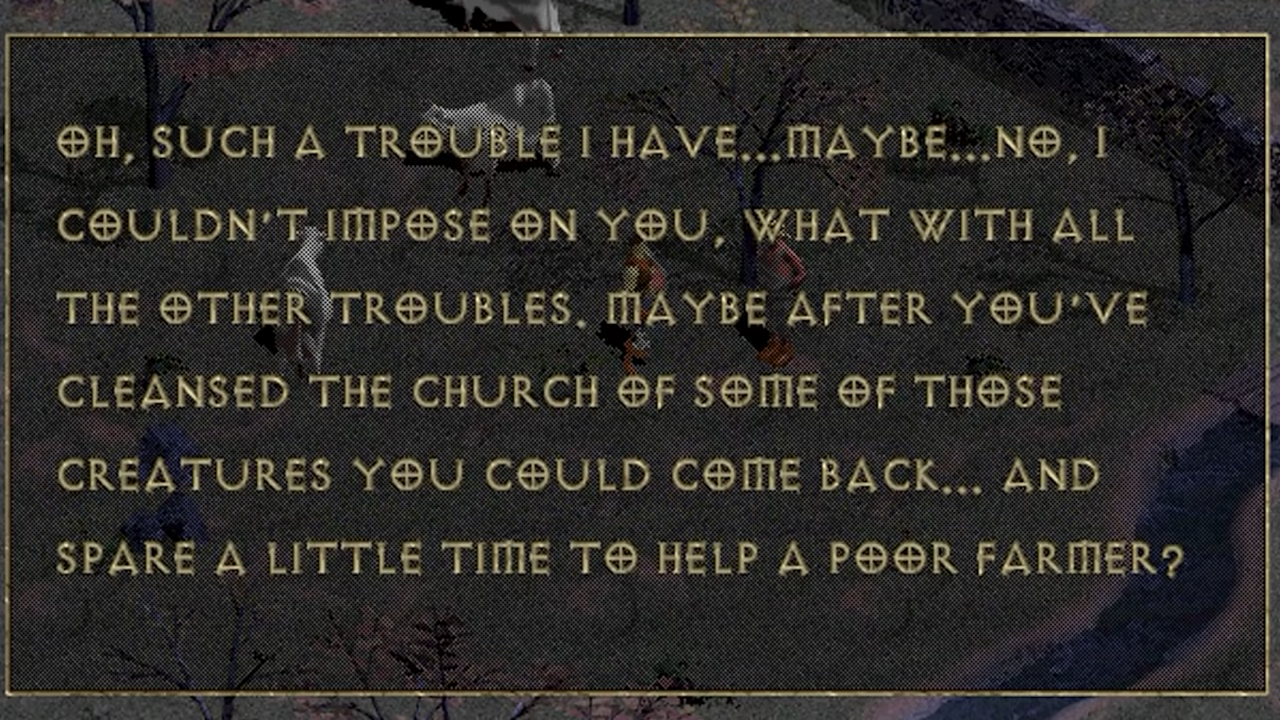 OH, SUCH A TROUBLE I HAVE...MAYBE...NO, I
COULDN'T IMPOSE ON YOU, WHAT WITH ALL
THE OTHER TROUBLES. MAYBE AFTER YOU'VE
CLEANSED THE CHURCH OF SOME OF THOSE
CREATURES YOU COULD COME BACK... AND
SPARE A LITTLE TIME TO HELP A POOR FARMER?